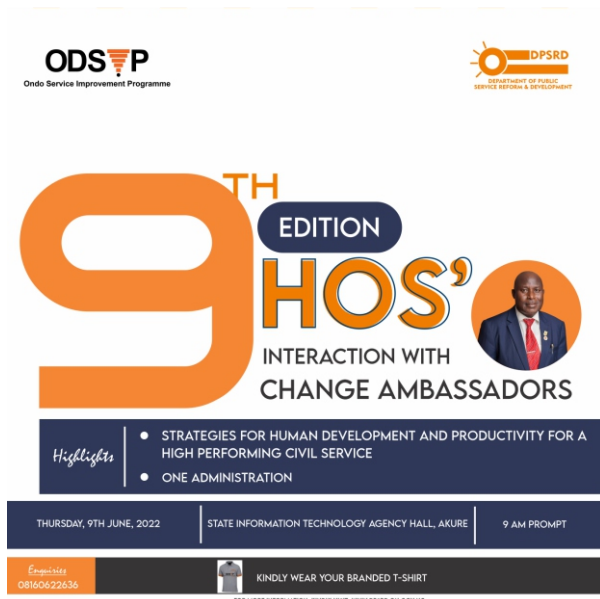 ODSIP
Ondo Service Improvement Programme
DPSRD
DEPARTMENT OF PUBLIC
SERVICE REFORM & DEVELOPMENT
9TH
EDITION
HOS'
INTERACTION WITH
CHANGE AMBASSADORS
Highlights
• STRATEGIES FOR HUMAN DEVELOPMENT AND PRODUCTIVITY FOR A
HIGH PERFORMING CIVIL SERVICE
• ONE ADMINISTRATION
THURSDAY, 9TH JUNE, 2022
STATE INFORMATION TECHNOLOGY AGENCY HALL, AKURE
9 AM PROMPT
Enquiries
08160622636
KINDLY WEAR YOUR BRANDED T-SHIRT